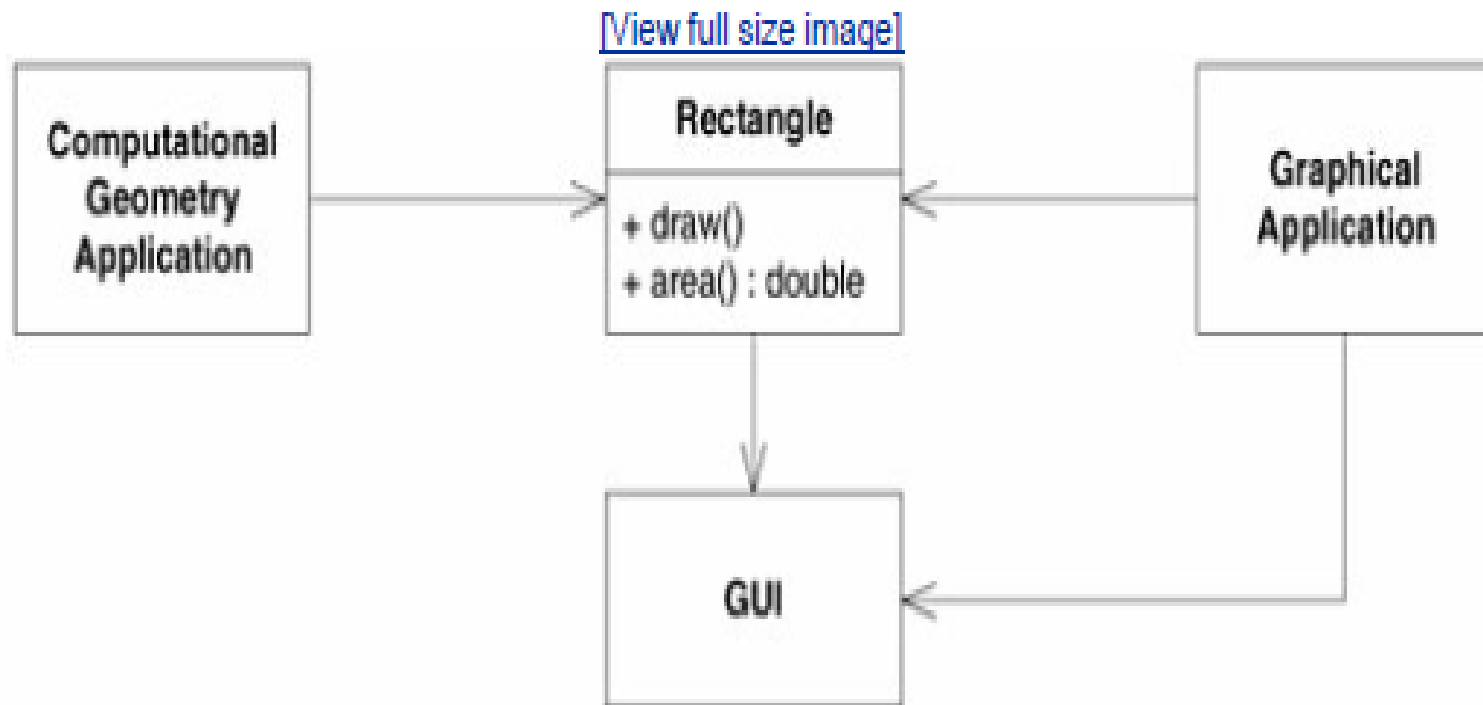 [View full size image]
Computational
Geometry
Application
Rectangle
+ draw()
+ area() : double
Graphical
Application
GUI